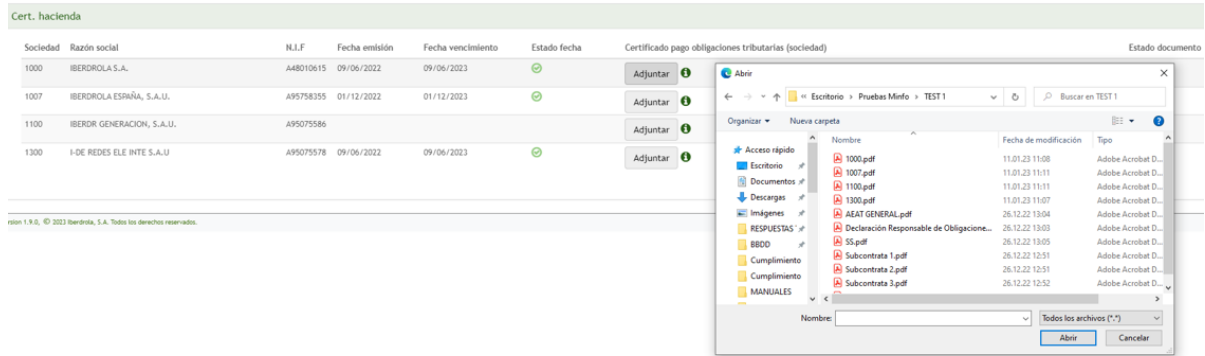 Cert. hacienda
Sociedad Razón social N.I.F Fecha emisión Fecha vencimiento Estado fecha Certificado pago obligaciones tributarias (sociedad) Estado documento
1000 IBERDROLA S.A. A48010615 09/06/2022 09/06/2023 Adjuntar
1007 IBERDROLA ESPAÑA, S.A.U. A95758355 01/12/2022 01/12/2023 Adjuntar
1100 IBERDR GENERACION, S.A.U. A95075586 Adjuntar
1300 I-DE REDES ELE INTE S.A.U A95075578 09/06/2022 09/06/2023 Adjuntar
rsion 1.9.0, © 2023 Iberdrola, S.A. Todos los derechos reservados.
Abrir
« Escritorio > Pruebas Minfo > TEST 1
Buscar en TEST 1
Organizar Nueva carpeta
Nombre Fecha de modificación Tipo
Acceso rápido
Escritorio
Documentos
Descargas
Imágenes
RESPUESTAS
BBDD
Cumplimiento
Cumplimiento
MANUALES
1000.pdf 11.01.23 11:08 Adobe Acrobat D...
1007.pdf 11.01.23 11:11 Adobe Acrobat D...
1100.pdf 11.01.23 11:11 Adobe Acrobat D...
1300.pdf 11.01.23 11:07 Adobe Acrobat D...
AEAT GENERAL.pdf 26.12.22 13:04 Adobe Acrobat D...
Declaración Responsable de Obligacione... 26.12.22 13:03 Adobe Acrobat D...
SS.pdf 26.12.22 13:05 Adobe Acrobat D...
Subcontrata 1.pdf 26.12.22 12:51 Adobe Acrobat D...
Subcontrata 2.pdf 26.12.22 12:51 Adobe Acrobat D...
Subcontrata 3.pdf 26.12.22 12:52 Adobe Acrobat D...
Nombre: Todos los archivos (*.*)
Abrir Cancelar